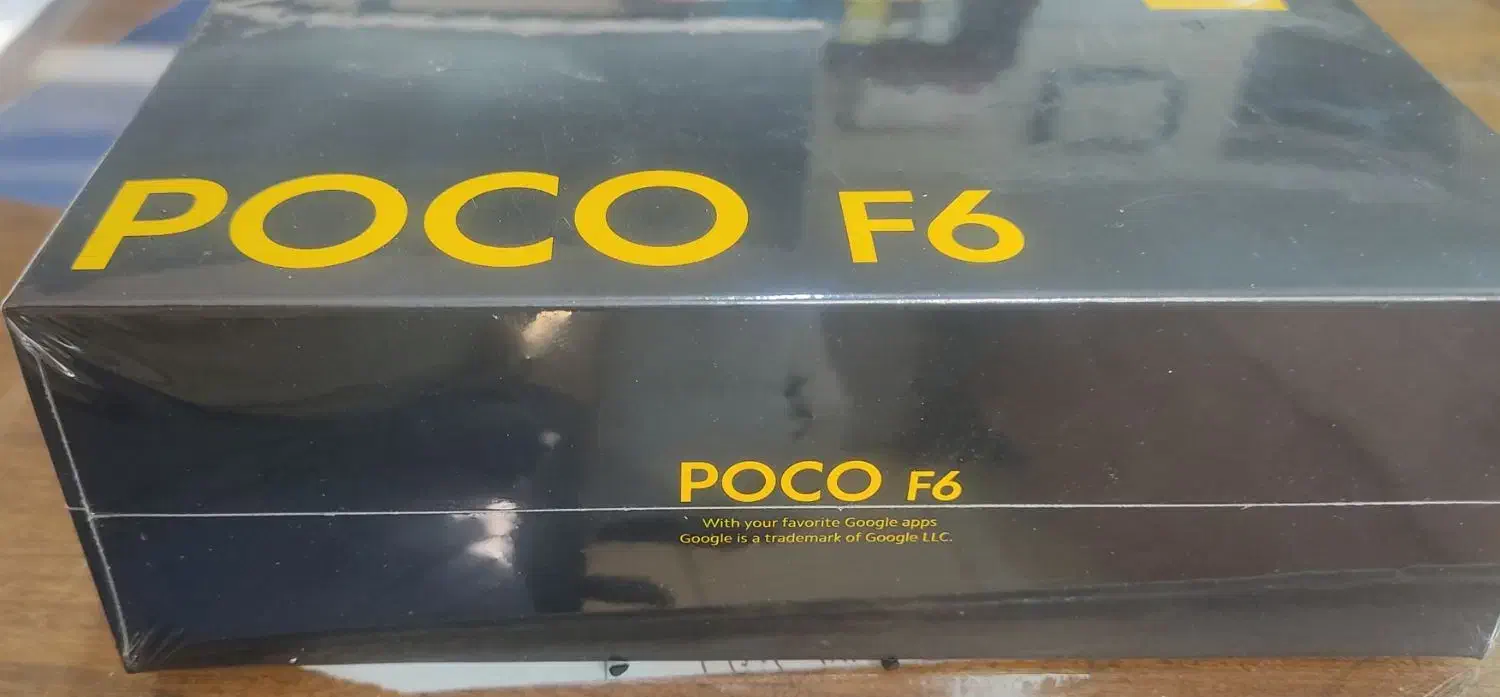 POCO F6
POCO F6
With your favorite Google apps
Google is a trademark of Google LLC.